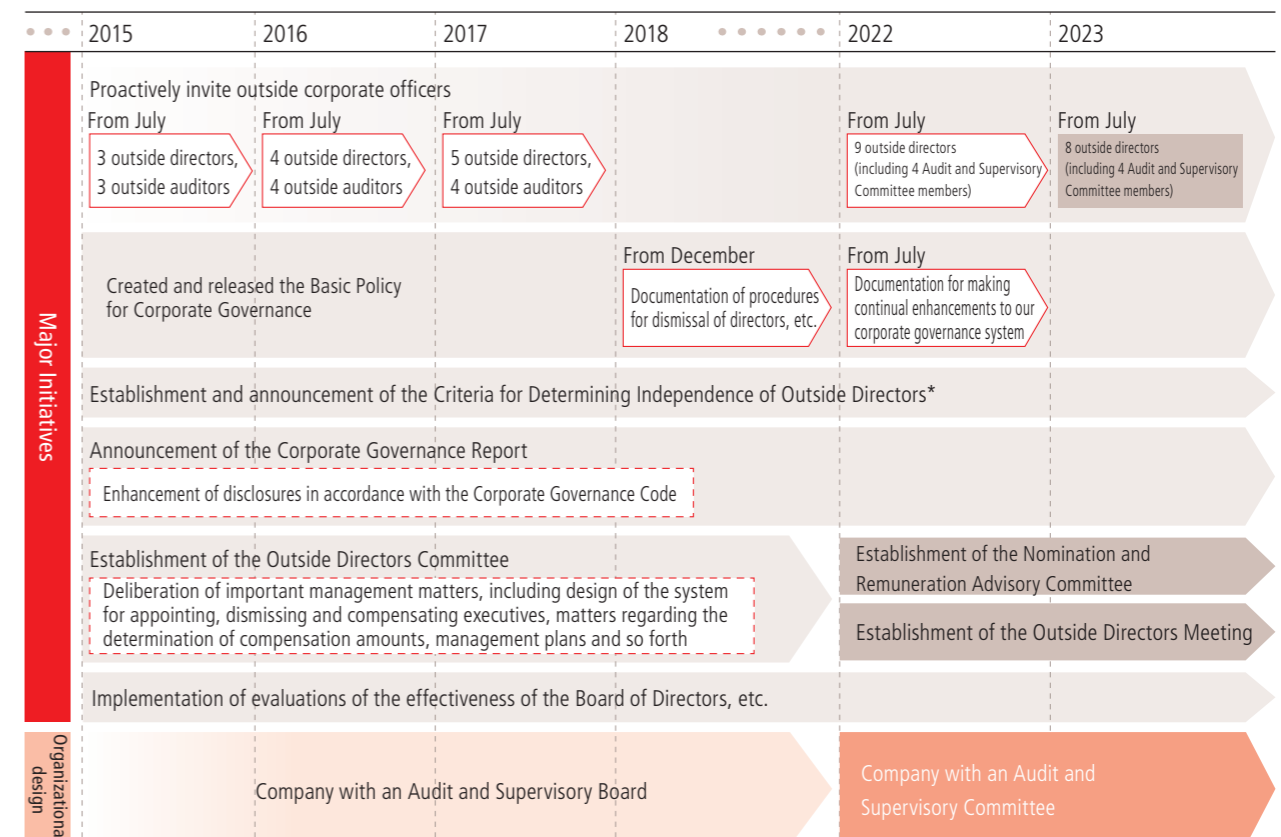 2015 2016 2017 2018 2022 2023
Major Initiatives
Proactively invite outside corporate officers
From July
3 outside directors,
3 outside auditors
From July
4 outside directors,
4 outside auditors
From July
5 outside directors,
4 outside auditors
From July
9 outside directors
(including 4 Audit and Supervisory
Committee members)
From July
8 outside directors
(including 4 Audit and Supervisory
Committee members)
Created and released the Basic Policy
for Corporate Governance
From December
Documentation of procedures
for dismissal of directors, etc.
From July
Documentation for making
continual enhancements to our
corporate governance system
Establishment and announcement of the Criteria for Determining Independence of Outside Directors*
Announcement of the Corporate Governance Report
Enhancement of disclosures in accordance with the Corporate Governance Code
Establishment of the Outside Directors Committee
Deliberation of important management matters, including design of the system
for appointing, dismissing and compensating executives, matters regarding the
determination of compensation amounts, management plans and so forth
Establishment of the Nomination and
Remuneration Advisory Committee
Establishment of the Outside Directors Meeting
Implementation of evaluations of the effectiveness of the Board of Directors, etc.
Organizationa
design
Company with an Audit and Supervisory Board
Company with an Audit and
Supervisory Committee